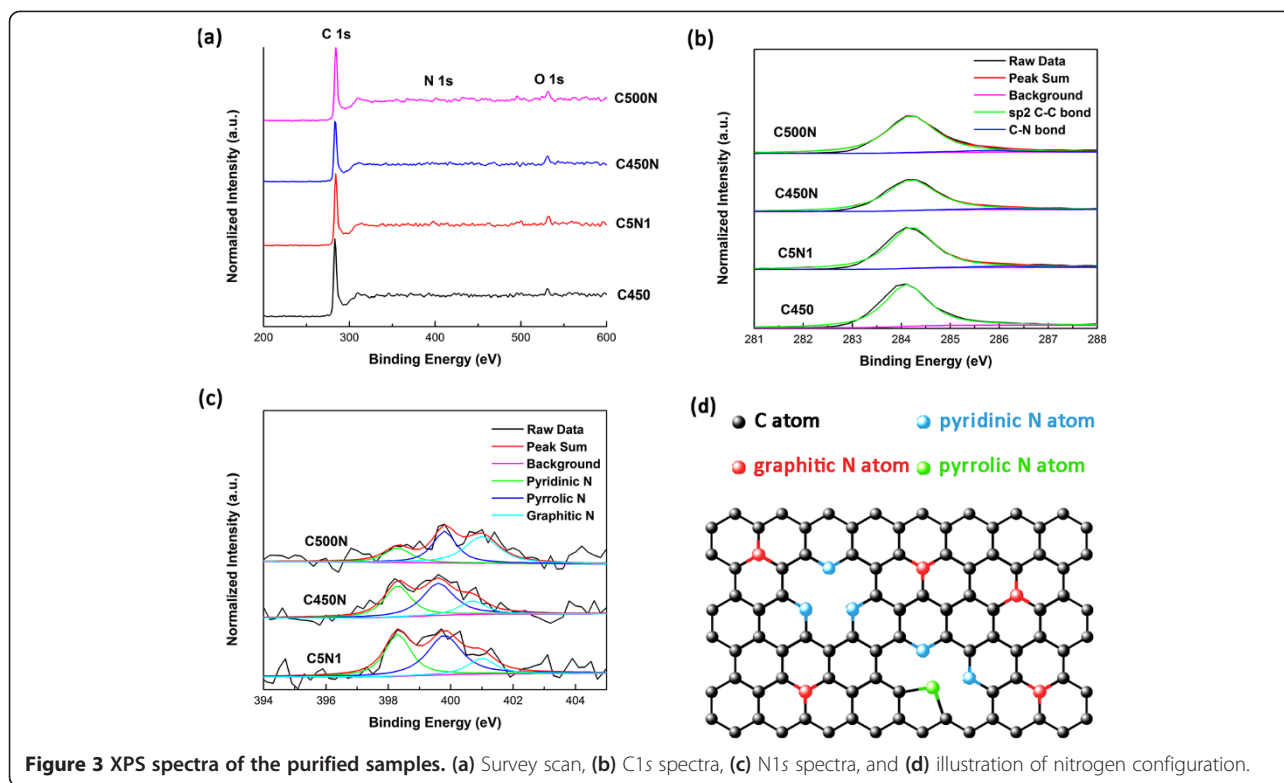 (a)
C 1s
N 1s
O 1s
C500N
C450N
C5N1
C450
Normalized Intensity (a.u.)
200 300 400 500 600
Binding Energy (eV)
(b)
Raw Data
Peak Sum
Background
sp2 C-C bond
C-N bond
C500N
C450N
C5N1
C450
Normalized Intensity (a.u.)
281 282 283 284 285 286 287 288
Binding Energy (eV)
(c)
Raw Data
Peak Sum
Background
Pyridinic N
Pyrrolic N
Graphitic N
C500N
C450N
C5N1
Normalized Intensity (a.u.)
394 396 398 400 402 404
Binding Energy (eV)
(d)
C atom
pyridinic N atom
graphitic N atom
pyrrolic N atom
Figure 3 XPS spectra of the purified samples. (a) Survey scan, (b) C1s spectra, (c) N1s spectra, and (d) illustration of nitrogen configuration.